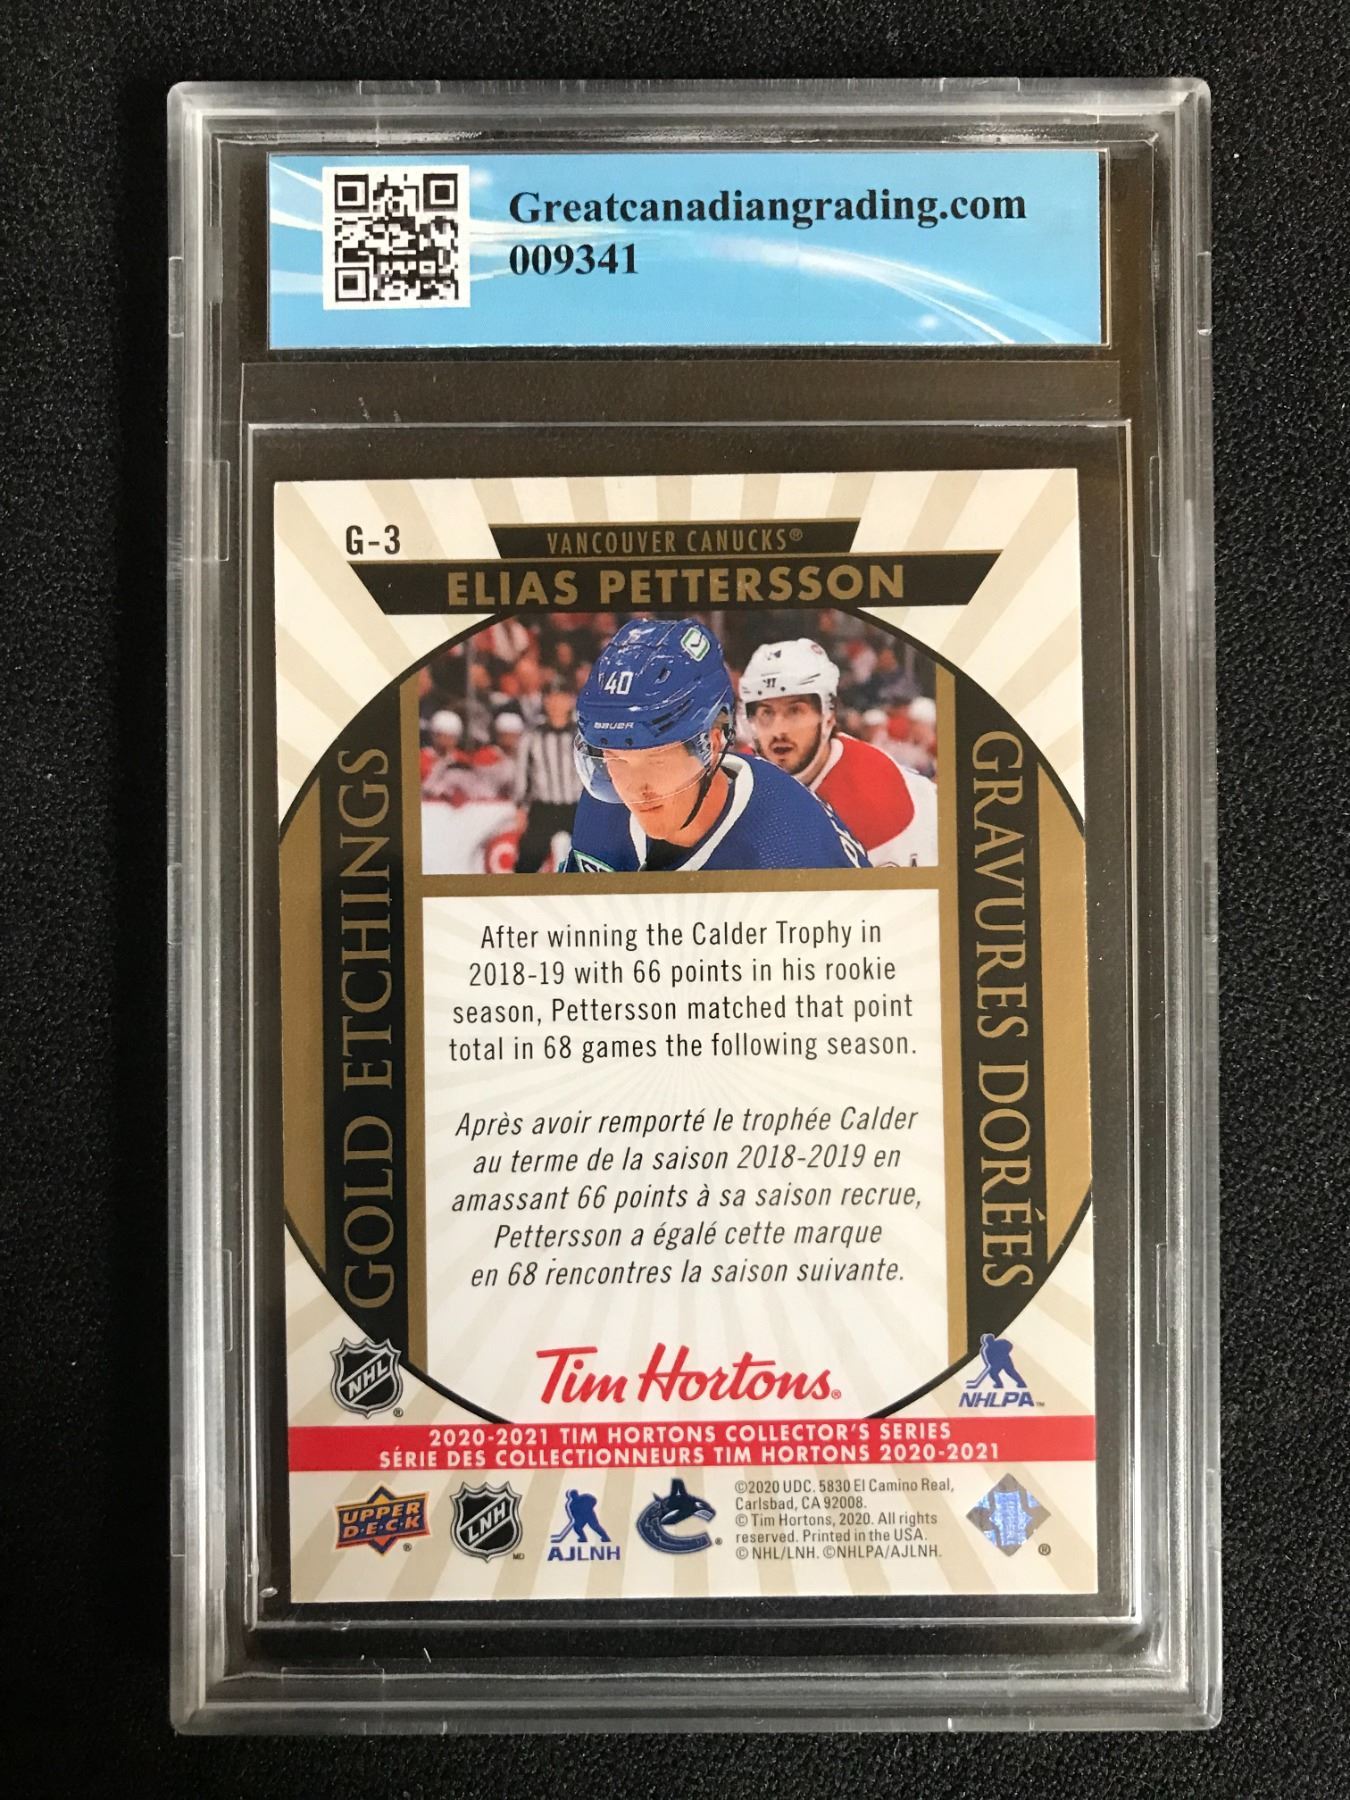 Greatcanadiangrading.com
009341
G-3
VANCOUVER CANUCKS®
ELIAS PETTERSSON
40
BAUER
GOLD ETCHINGS
GRAVURES DORÉES
After winning the Calder Trophy in
2018-19 with 66 points in his rookie
season, Pettersson matched that point
total in 68 games the following season.
Après avoir remporté le trophée Calder
au terme de la saison 2018-2019 en
amassant 66 points à sa saison recrue,
Pettersson a égalé cette marque
en 68 rencontres la saison suivante.
NHL®
Tim Hortons®
NHLPA™
2020-2021 TIM HORTONS COLLECTOR'S SERIES
SÉRIE DES COLLECTIONNEURS TIM HORTONS 2020-2021
UPPER
D·E·C·K®
LNH MD
AJLNH
®
©2020 UDC. 5830 El Camino Real,
Carlsbad, CA 92008.
© Tim Hortons, 2020. All rights
reserved. Printed in the USA.
© NHL/LNH. ©NHLPA/AJLNH.
®